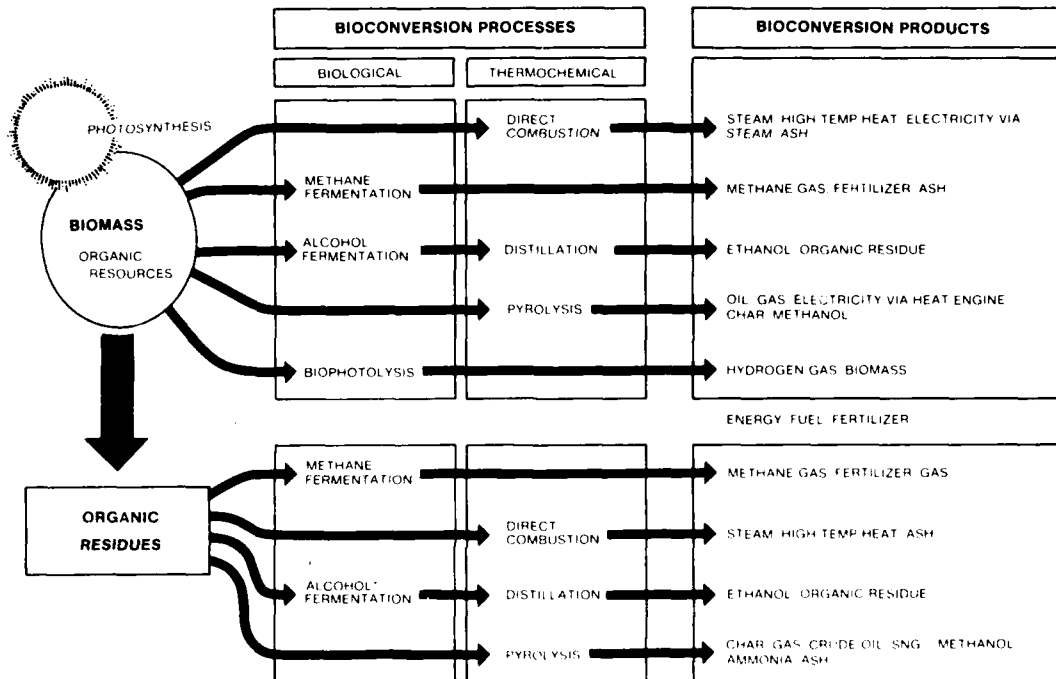 BIOCONVERSION PROCESSES
BIOCONVERSION PRODUCTS
BIOLOGICAL
THERMOCHEMICAL
PHOTOSYNTHESIS
BIOMASS
ORGANIC
RESOURCES
DIRECT
COMBUSTION
STEAM HIGH TEMP HEAT ELECTRICITY VIA
STEAM ASH
METHANE
FERMENTATION
METHANE GAS, FERTILIZER ASH
ALCOHOL
FERMENTATION
DISTILLATION
ETHANOL ORGANIC RESIDUE
PYROLYSIS
OIL GAS ELECTRICITY VIA HEAT ENGINE
CHAR METHANOL
BIOPHOTOLYSIS
HYDROGEN GAS BIOMASS
ENERGY FUEL FERTILIZER
ORGANIC
RESIDUES
METHANE
FERMENTATION
METHANE GAS FERTILIZER GAS
DIRECT
COMBUSTION
STEAM HIGH TEMP HEAT ASH
ALCOHOL
FERMENTATION
DISTILLATION
ETHANOL ORGANIC RESIDUE
PYROLYSIS
CHAR GAS CRUDE OIL SNG METHANOL
AMMONIA ASH